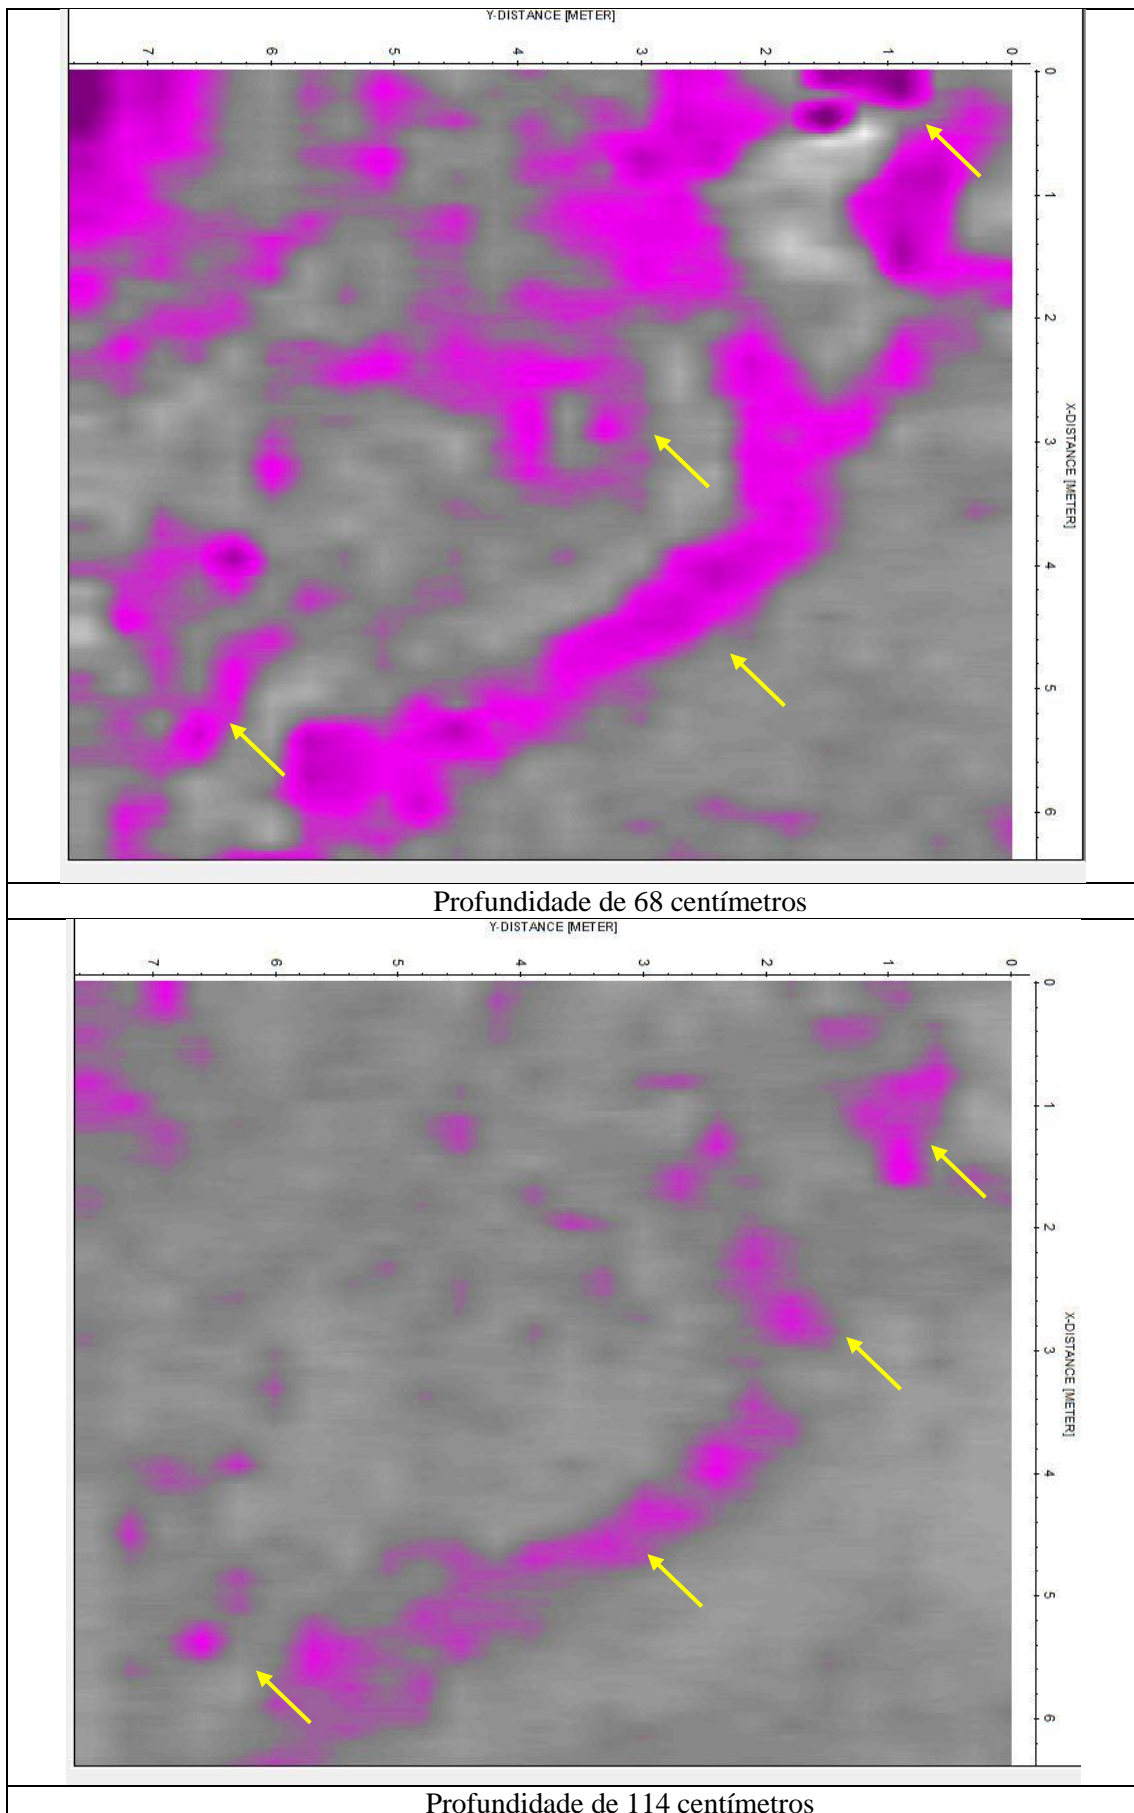 Y-DISTANCE [METER]
7 6 5 4 3 2 1 0
0
1
2
3
4
5
6
X-DISTANCE [METER]
Profundidade de 68 centímetros
Y-DISTANCE [METER]
7 6 5 4 3 2 1 0
0
1
2
3
4
5
6
X-DISTANCE [METER]
Profundidade de 114 centímetros